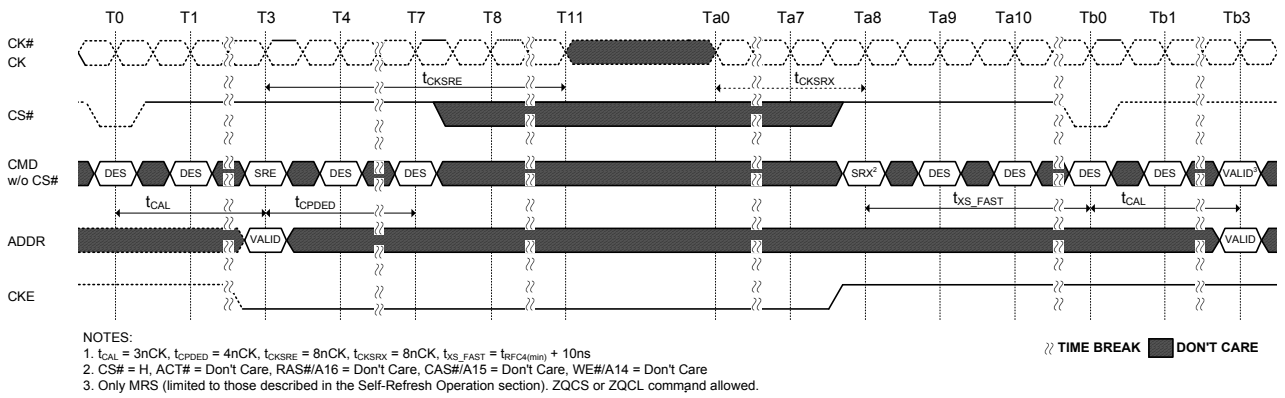 T0 T1 T3 T4 T7 T8 T11 Ta0 Ta7 Ta8 Ta9 Ta10 Tb0 Tb1 Tb3
CK#
CK
tCKSRE tCKSRX
CS#
CMD
w/o CS#
DES DES SRE DES DES SRX² DES DES DES DES VALID³
tCAL tCPDED tXS_FAST tCAL
ADDR
VALID VALID
CKE
NOTES:
1. tCAL = 3nCK, tCPDED = 4nCK, tCKSRE = 8nCK, tCKSRX = 8nCK, tXS_FAST = tRFC4(min) + 10ns
2. CS# = H, ACT# = Don't Care, RAS#/A16 = Don't Care, CAS#/A15 = Don't Care, WE#/A14 = Don't Care
3. Only MRS (limited to those described in the Self-Refresh Operation section). ZQCS or ZQCL command allowed.
TIME BREAK DON'T CARE